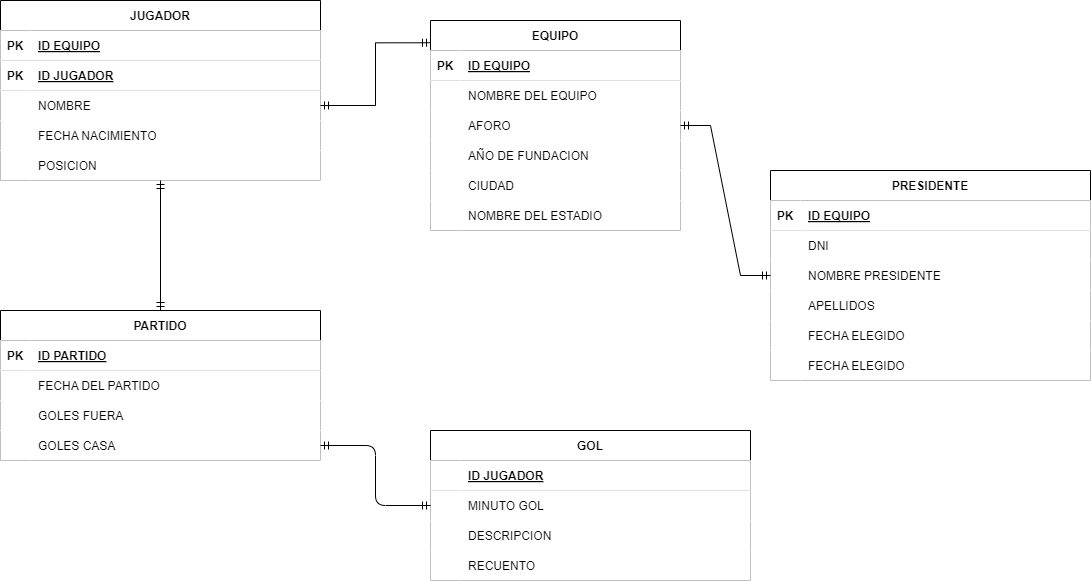 JUGADOR
PK ID EQUIPO
PK ID JUGADOR
NOMBRE
FECHA NACIMIENTO
POSICION
EQUIPO
PK ID EQUIPO
NOMBRE DEL EQUIPO
AFORO
AÑO DE FUNDACION
CIUDAD
NOMBRE DEL ESTADIO
PRESIDENTE
PK ID EQUIPO
DNI
NOMBRE PRESIDENTE
APELLIDOS
FECHA ELEGIDO
FECHA ELEGIDO
PARTIDO
PK ID PARTIDO
FECHA DEL PARTIDO
GOLES FUERA
GOLES CASA
GOL
ID JUGADOR
MINUTO GOL
DESCRIPCION
RECUENTO